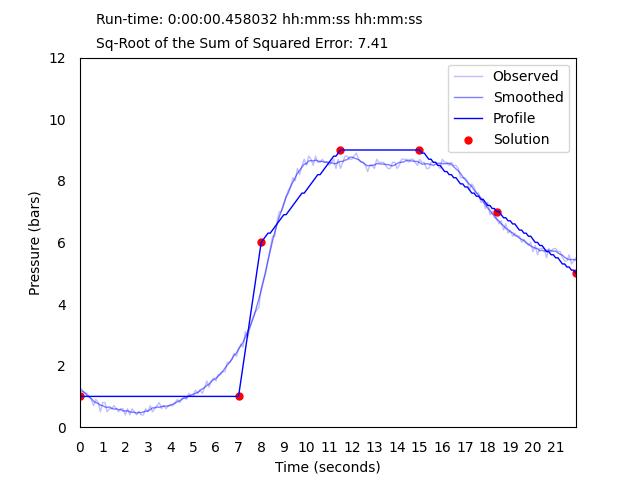 Run-time: 0:00:00.458032 hh:mm:ss hh:mm:ss
Sq-Root of the Sum of Squared Error: 7.41
12
10
8
6
4
2
0
Pressure (bars)
Observed
Smoothed
Profile
Solution
0 1 2 3 4 5 6 7 8 9 10 11 12 13 14 15 16 17 18 19 20 21
Time (seconds)